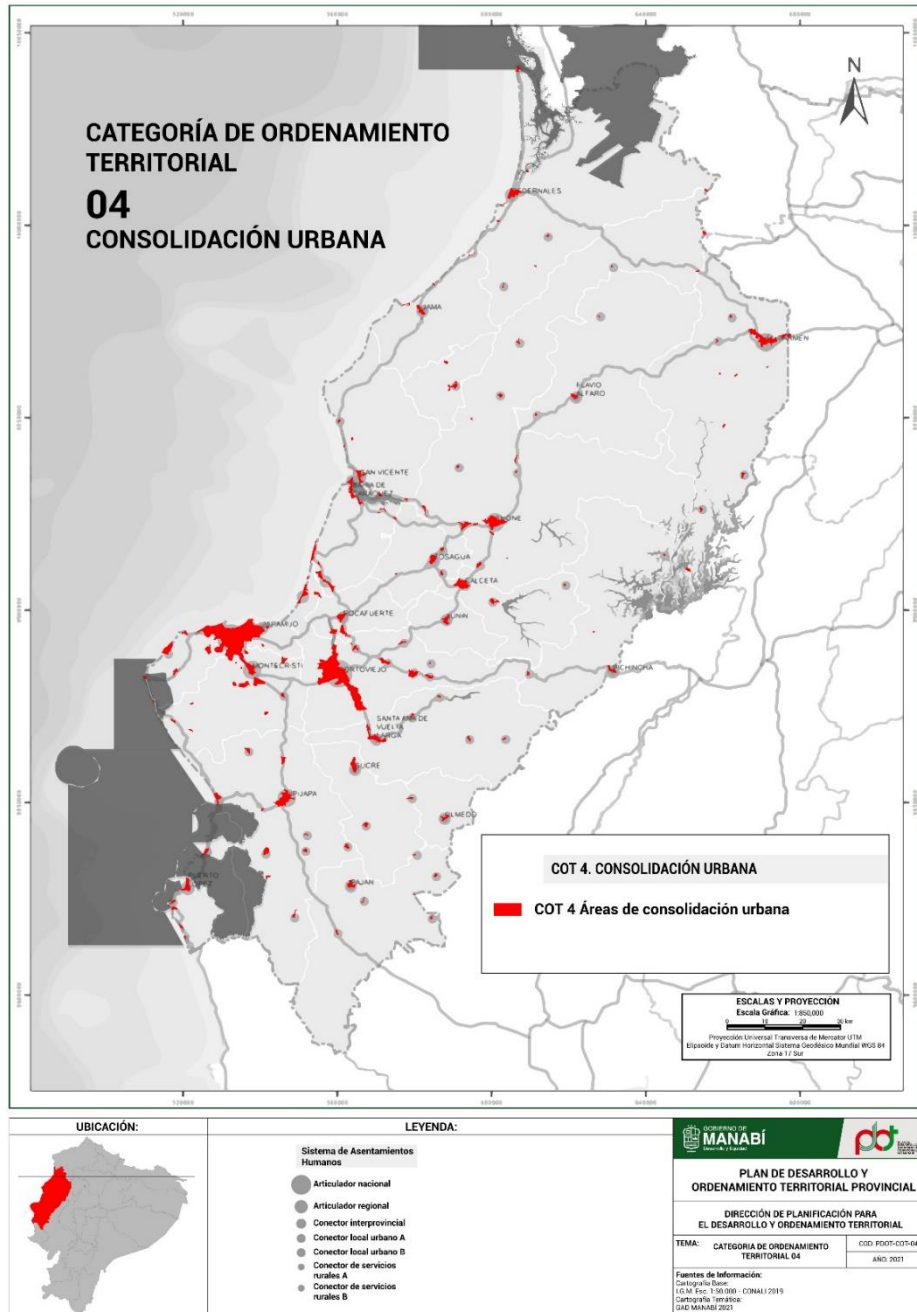 CATEGORÍA DE ORDENAMIENTO
TERRITORIAL
04
CONSOLIDACIÓN URBANA
N
JAMA
FLAVIO
ALFARO
SAN VICENTE
TOSAGUA
CALCETA
ROCAFUERTE
JUNIN
MONTECRISTI
PICHINCHA
SANTA ANA DE
VUELTA
LARGA
SUCRE
OLMEDO
PUERTO
PAJAN
COT 4. CONSOLIDACIÓN URBANA
COT 4 Áreas de consolidación urbana
ESCALAS Y PROYECCIÓN
Escala Gráfica: 1:850,000
0 10 20 30 km
Proyección Universal Transversa de Mercator UTM
Elipsoide y Datum Horizontal Sistema Geodésico Mundial WGS 84
Zona 17 Sur
UBICACIÓN:
LEYENDA:
Sistema de Asentamientos
Humanos
Articulador nacional
Articulador regional
Conector interprovincial
Conector local urbano A
Conector local urbano B
Conector de servicios
rurales A
Conector de servicios
rurales B
GOBIERNO DE
MANABÍ
Desarrollo y Equidad
pdot
PLAN DE DESARROLLO Y
ORDENAMIENTO TERRITORIAL PROVINCIAL
DIRECCIÓN DE PLANIFICACIÓN PARA
EL DESARROLLO Y ORDENAMIENTO TERRITORIAL
TEMA: CATEGORIA DE ORDENAMIENTO
TERRITORIAL 04
COD: PDOT-COT-04
AÑO: 2021
Fuentes de Información:
Cartografía Base:
I.G.M. Esc. 1:50.000 - CONALI 2019
Cartografía Temática:
GAD MANABÍ 2021